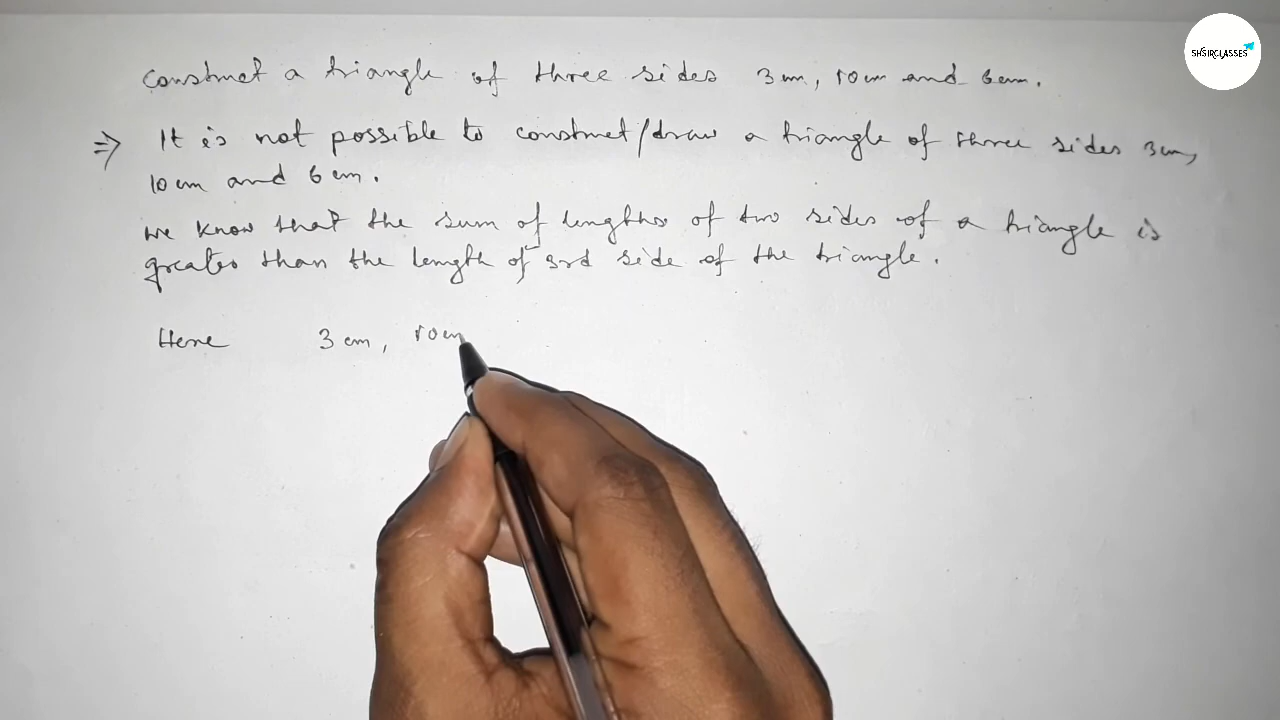 SHSIRCLASSES
Construct a triangle of three sides 3cm, 10cm and 6cm.
⇒ It is not possible to construct/draw a triangle of three sides 3cm,
10cm and 6cm.
we know that the sum of lengths of two sides of a triangle is
greater than the length of 3rd side of the triangle.
Here 3cm, 10cm